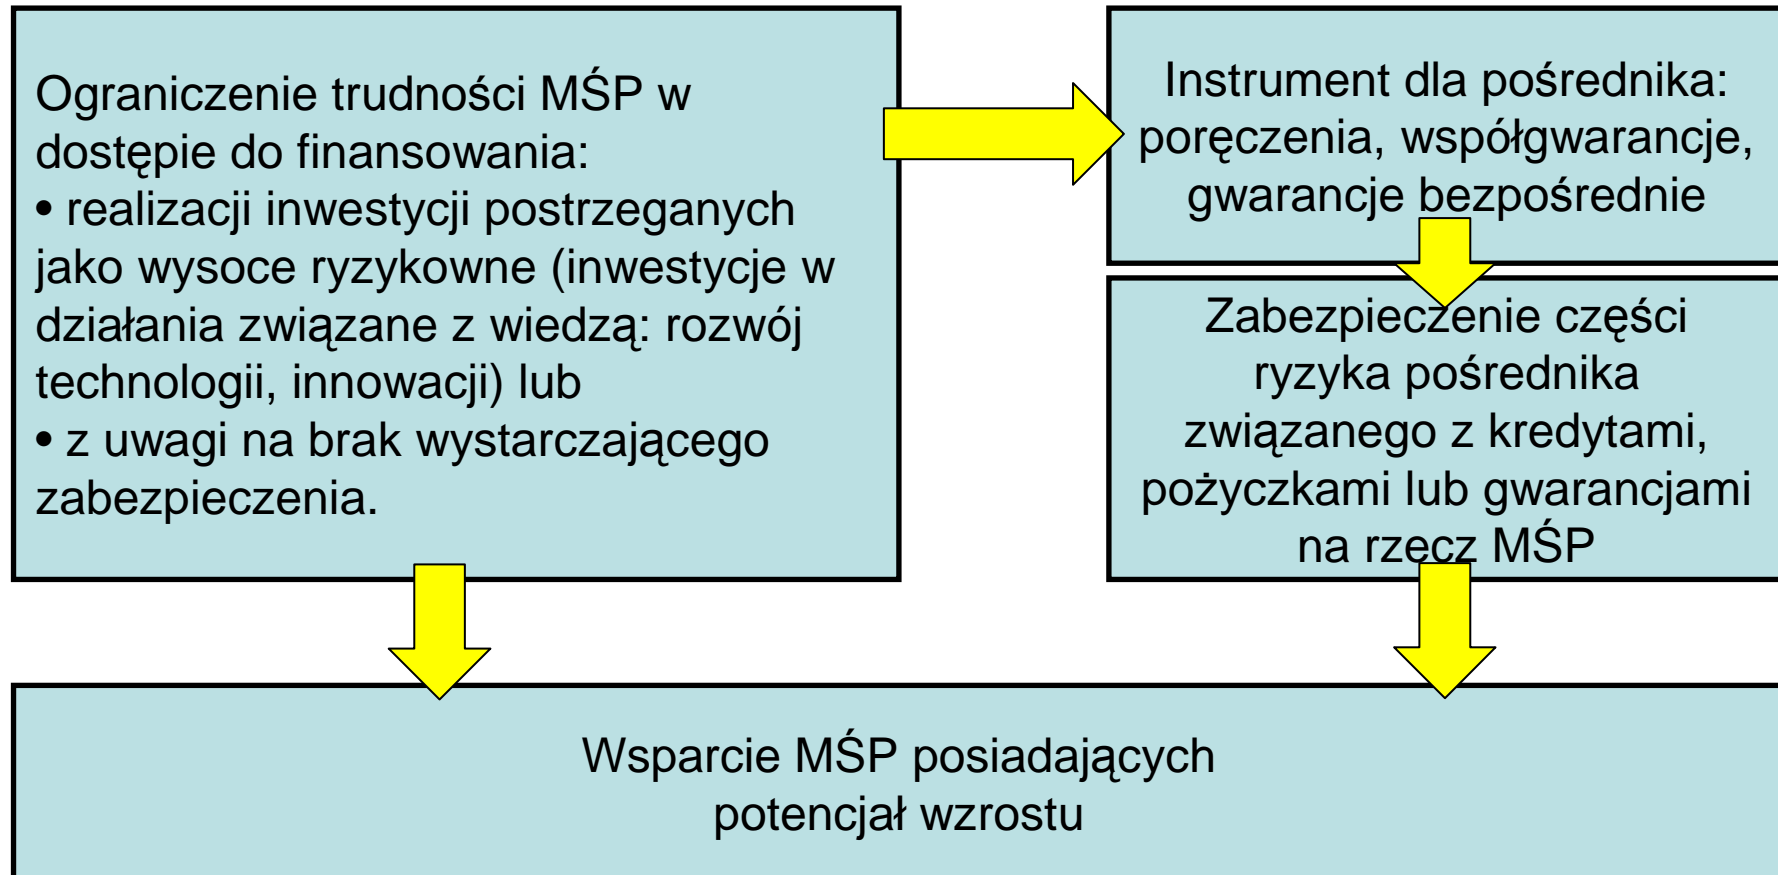 Ograniczenie trudności MŚP w
dostępie do finansowania:
• realizacji inwestycji postrzeganych
jako wysoce ryzykowne (inwestycje w
działania związane z wiedzą: rozwój
technologii, innowacji) lub
• z uwagi na brak wystarczającego
zabezpieczenia.
Instrument dla pośrednika:
poręczenia, współgwarancje,
gwarancje bezpośrednie
Zabezpieczenie części
ryzyka pośrednika
związanego z kredytami,
pożyczkami lub gwarancjami
na rzecz MŚP
Wsparcie MŚP posiadających
potencjał wzrostu